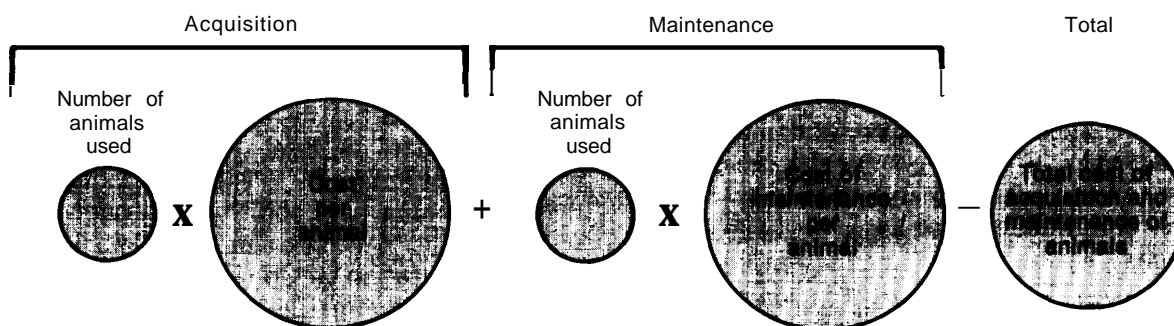 Acquisition
Maintenance
Total
Number of
animals
used
X
Cost
per
animal
+
Number of
animals
used
X
Cost of
maintenance
per
animal
—
Total cost of
acquisition and
maintenance of
animals